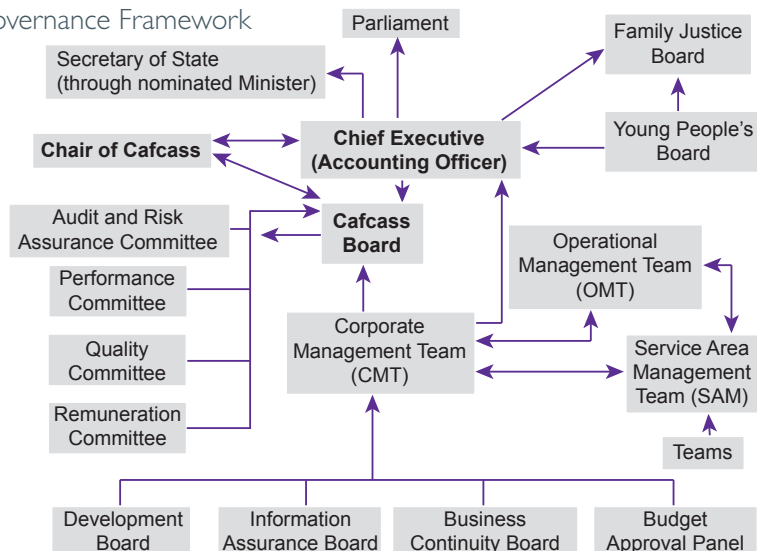 overnance Framework
Parliament
Family Justice
Board
Secretary of State
(through nominated Minister)
Chair of Cafcass
Chief Executive
(Accounting Officer)
Young People's
Board
Audit and Risk
Assurance Committee
Cafcass
Board
Operational
Management Team
(OMT)
Performance
Committee
Corporate
Management Team
(CMT)
Quality
Committee
Service Area
Management
Team (SAM)
Remuneration
Committee
Teams
Development
Board
Information
Assurance Board
Business
Continuity Board
Budget
Approval Panel